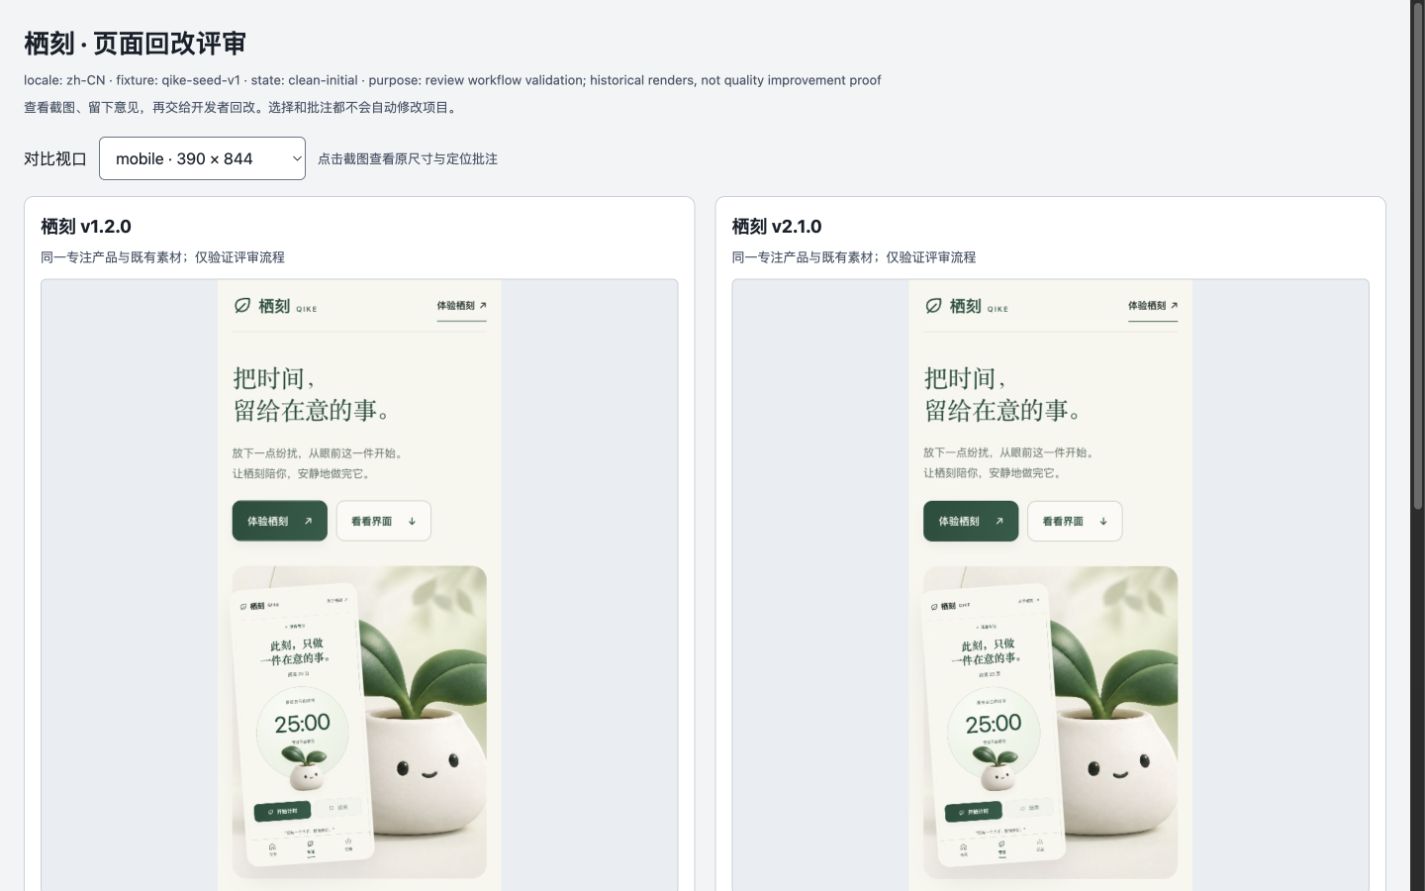 栖刻 · 页面回改评审
locale: zh-CN · fixture: qike-seed-v1 · state: clean-initial · purpose: review workflow validation; historical renders, not quality improvement proof
查看截图、留下意见，再交给开发者回改。选择和批注都不会自动修改项目。
对比视口 mobile · 390 × 844 点击截图查看原尺寸与定位批注
栖刻 v1.2.0
同一专注产品与既有素材；仅验证评审流程
栖刻 QIKE 体验栖刻 ↗
把时间，
留给在意的事。
放下一点纷扰，从眼前这一件开始。
让栖刻陪你，安静地做完它。
体验栖刻 ↗ 看看界面 ↓
栖刻
此刻，只做
一件在意的事。
25:00
开始计时
栖刻 v2.1.0
同一专注产品与既有素材；仅验证评审流程
栖刻 QIKE 体验栖刻 ↗
把时间，
留给在意的事。
放下一点纷扰，从眼前这一件开始。
让栖刻陪你，安静地做完它。
体验栖刻 ↗ 看看界面 ↓
栖刻
此刻，只做
一件在意的事。
25:00
开始计时